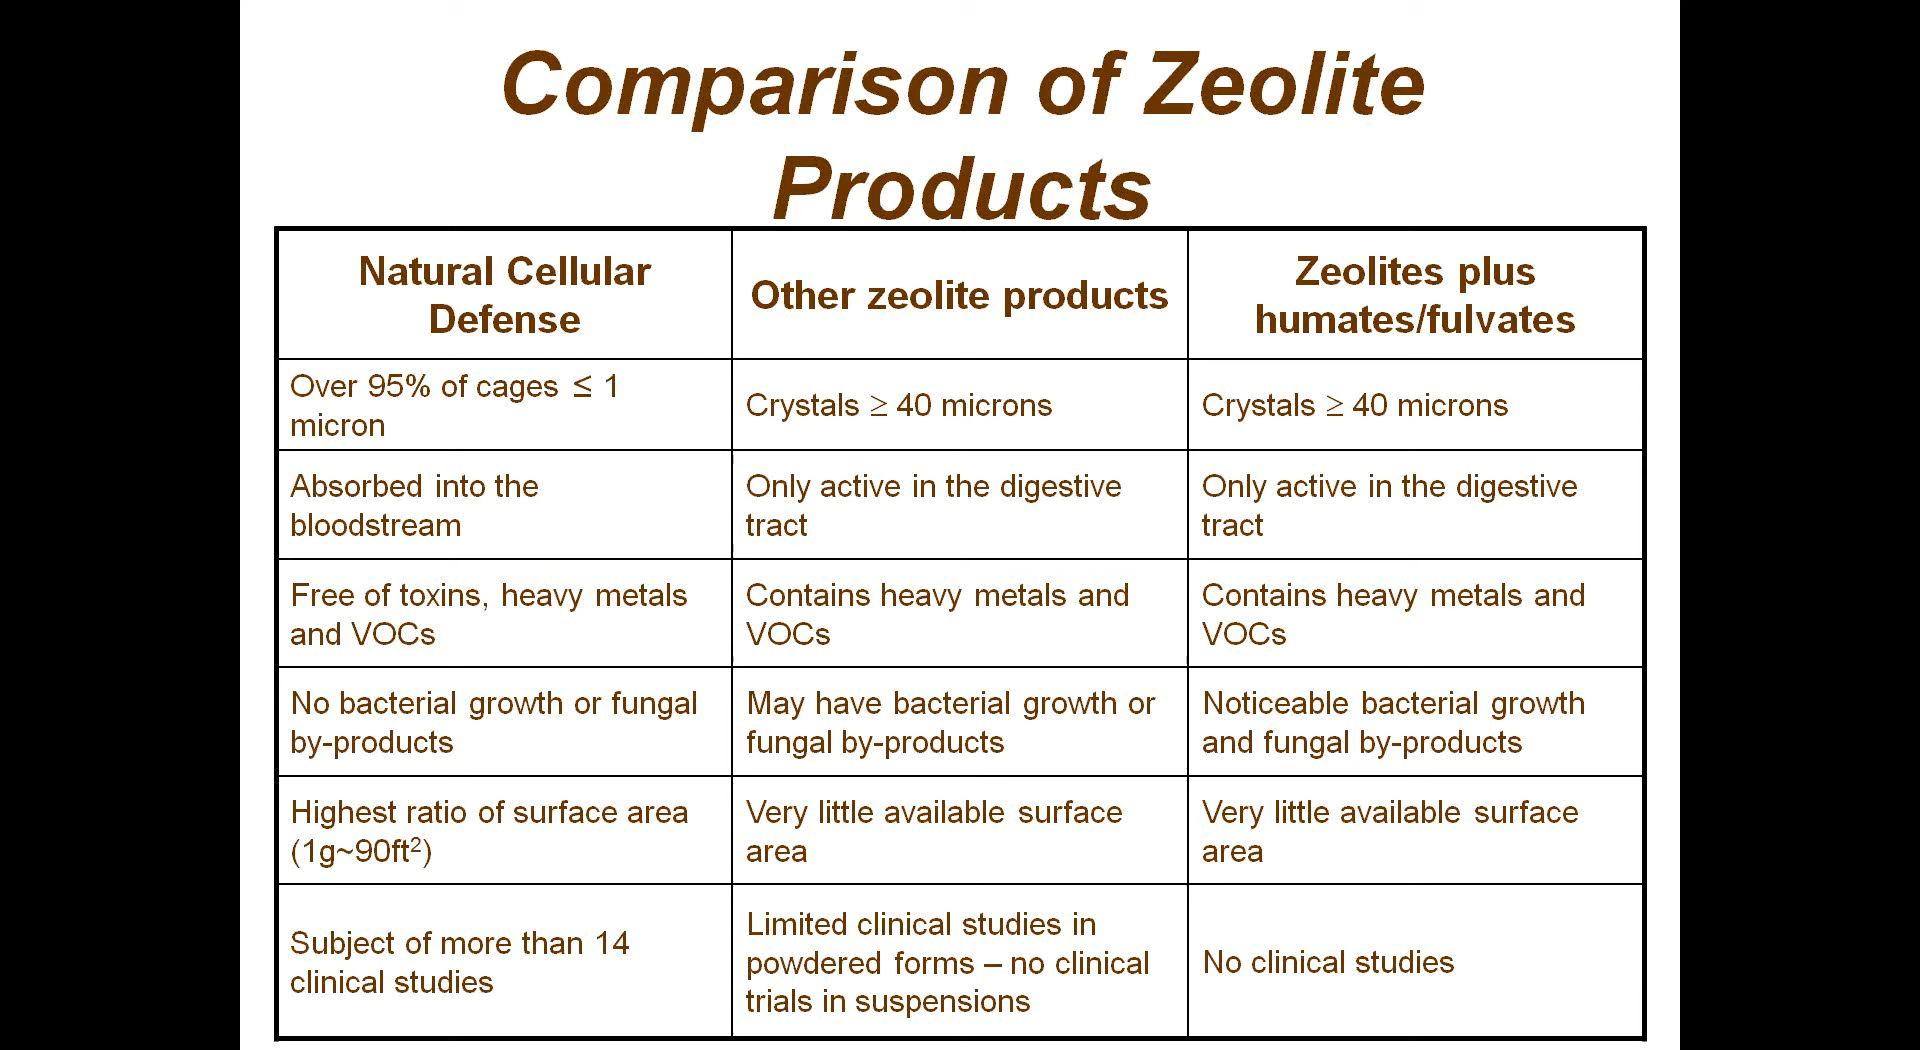 Comparison of Zeolite
Products
Natural Cellular
Defense
Other zeolite products
Zeolites plus
humates/fulvates
Over 95% of cages ≤ 1
micron
Crystals ≥ 40 microns
Crystals ≥ 40 microns
Absorbed into the
bloodstream
Only active in the digestive
tract
Only active in the digestive
tract
Free of toxins, heavy metals
and VOCs
Contains heavy metals and
VOCs
Contains heavy metals and
VOCs
No bacterial growth or fungal
by-products
May have bacterial growth or
fungal by-products
Noticeable bacterial growth
and fungal by-products
Highest ratio of surface area
(1g~90ft²)
Very little available surface
area
Very little available surface
area
Subject of more than 14
clinical studies
Limited clinical studies in
powdered forms – no clinical
trials in suspensions
No clinical studies